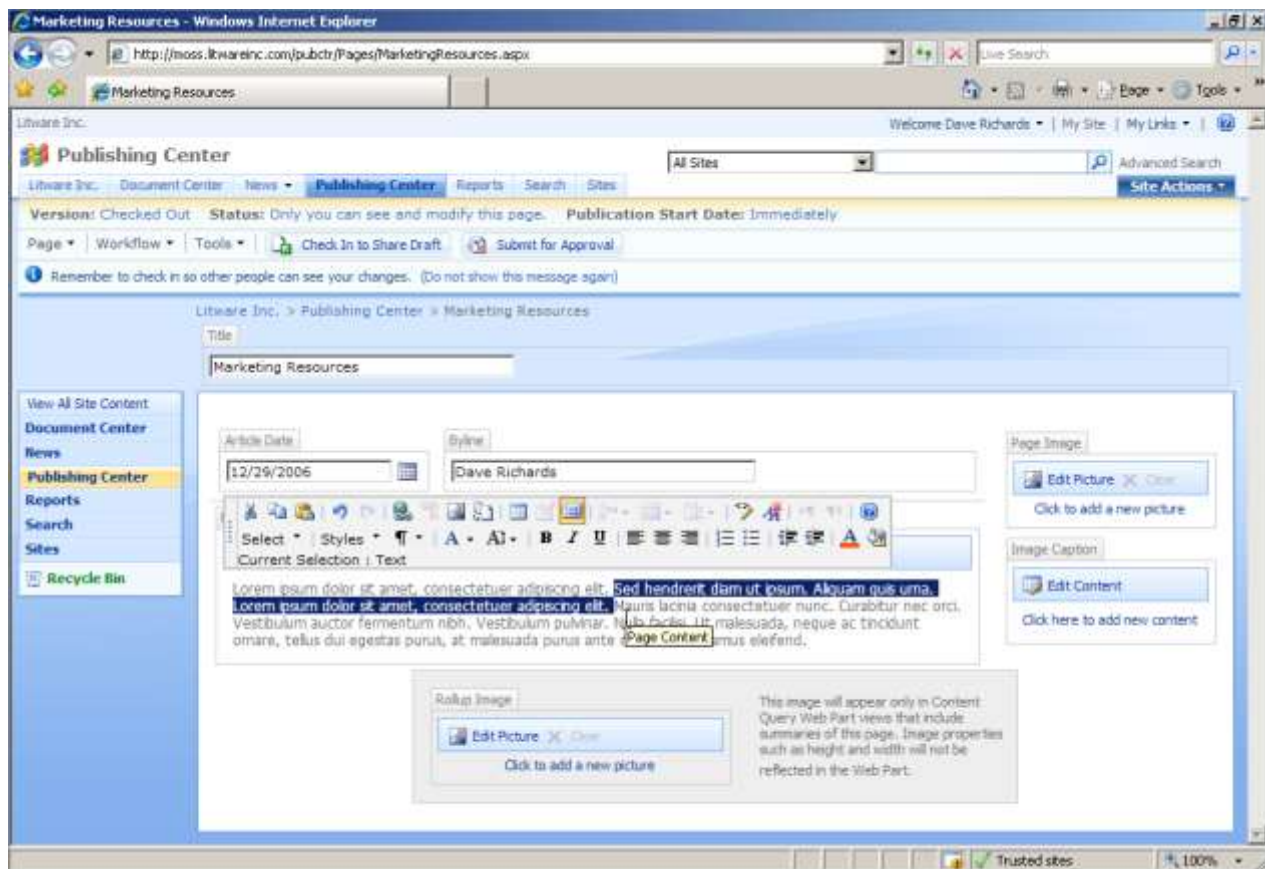 Marketing Resources - Windows Internet Explorer
http://moss.litwareinc.com/pubctr/Pages/MarketingResources.aspx
Live Search
Marketing Resources
Page
Tools
Litware Inc.
Welcome Dave Richards
My Site
My Links
Publishing Center
All Sites
Advanced Search
Litware Inc. Document Center News Publishing Center Reports Search Sites
Site Actions
Version: Checked Out Status: Only you can see and modify this page. Publication Start Date: Immediately
Page Workflow Tools Check In to Share Draft Submit for Approval
Remember to check in so other people can see your changes. (Do not show this message again)
Litware Inc. > Publishing Center > Marketing Resources
Title
Marketing Resources
View All Site Content
Document Center
News
Publishing Center
Reports
Search
Sites
Recycle Bin
Article Date
12/29/2006
Byline
Dave Richards
Page Image
Edit Picture Clear
Click to add a new picture
Image Caption
Edit Content
Click here to add new content
Select Styles ¶ A A B I U A
Current Selection : Text
Lorem ipsum dolor sit amet, consectetuer adipiscing elit. Sed hendrerit diam ut ipsum. Aliquam quis urna.
Lorem ipsum dolor sit amet, consectetuer adipiscing elit. Mauris lacinia consectetuer nunc. Curabitur nec orci.
Vestibulum auctor fermentum nibh. Vestibulum pulvinar. Nulla facilisi. Ut malesuada, neque ac tincidunt
ornare, tellus dui egestas purus, at malesuada purus ante eleifend.
Page Content
Rollup Image
Edit Picture Clear
Click to add a new picture
This image will appear only in Content
Query Web Part views that include
summaries of this page. Image properties
such as height and width will not be
reflected in the Web Part.
Trusted sites
100%